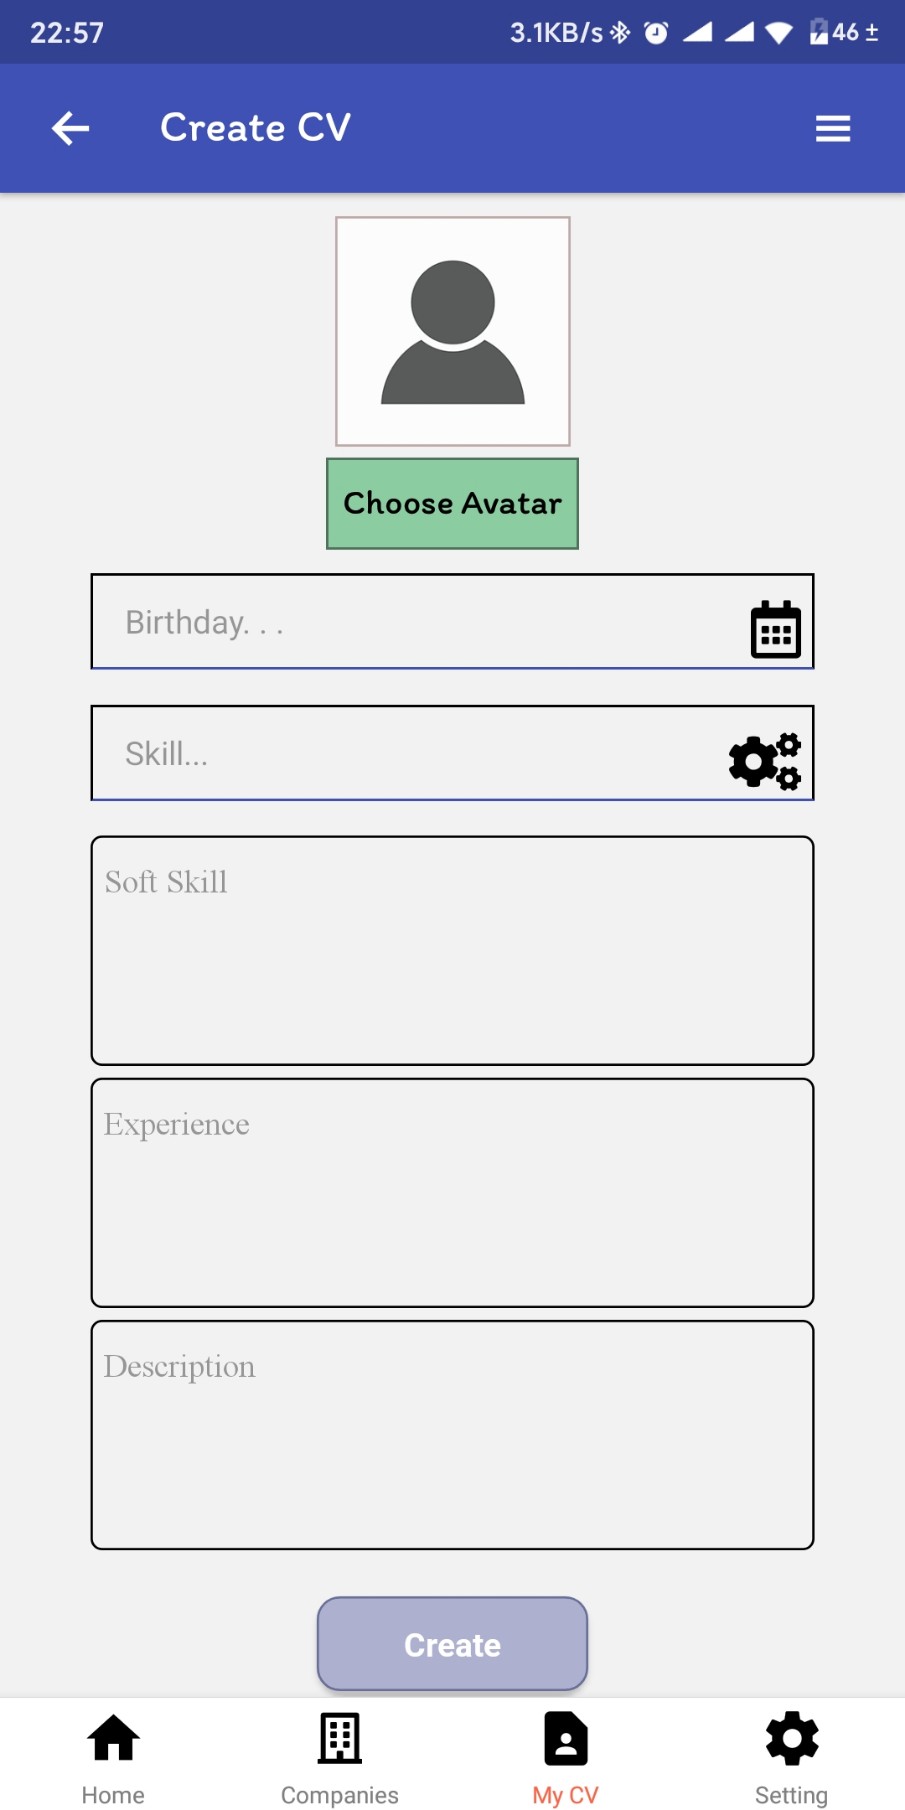 22:57 3.1KB/s 46 ±
Create CV
Choose Avatar
Birthday. . .
Skill...
Soft Skill
Experience
Description
Create
Home Companies My CV Setting